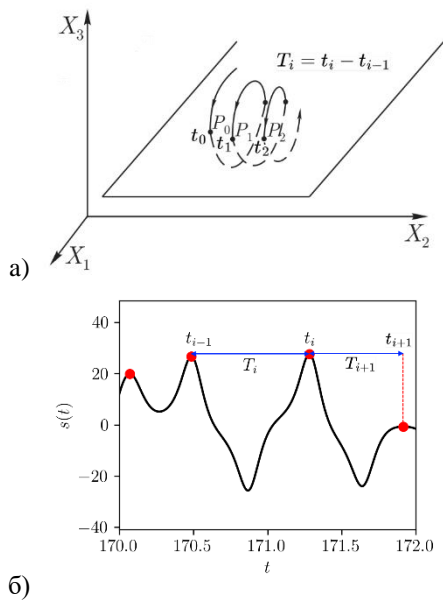 X₃
Tᵢ = tᵢ − tᵢ₋₁
P₀ P₁ P₂
t₀ t₁ t₂
X₂
X₁
а)
40
tᵢ₋₁ tᵢ tᵢ₊₁
Tᵢ Tᵢ₊₁
20
s(t)
0
−20
−40
170.0 170.5 171.0 171.5 172.0
t
б)